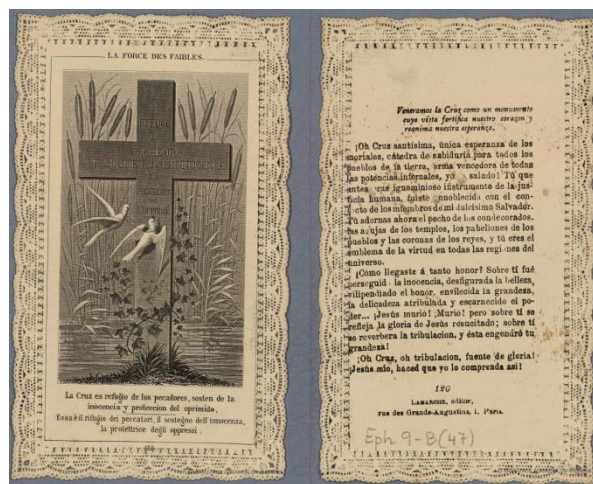 LA FORCE DES FAIBLES.
La Cruz es refugio de los pecadores, sosten de la
inocencia y proteccion del oprimido.
Essa è il rifugio dei peccatori, il sostegno dell'innocenza,
la protettrice degli oppressi.
120
Veneramos la Cruz como un monumento
cuya vista fortifica nuestro corazon y
reanima nuestra esperanza.
¡Oh Cruz santísima, única esperanza de los
mortales, cátedra de sabiduría para todos los
pueblos de la tierra, arma vencedora de todas
las potencias infernales, yo saludo! Tú que
antes eras ignominioso instrumento de la jus-
ticia humana, fuiste ennoblecida con el con-
tacto de los miembros de mi dulcísimo Salvador.
Tú adornas ahora el pecho de los condecorados,
las agujas de los templos, los pabellones de los
pueblos y las coronas de los reyes, y tú eres el
emblema de la virtud en todas las regiones del
universo.
¡Cómo llegaste á tanto honor! Sobre tí fué
perseguida la inocencia, desfigurada la belleza,
vilipendiado el honor, envilecida la grandeza,
la delicadeza atribulada y escarnecido el po-
der... ¡Jesús murio! ¡Murio! pero sobre tí se
refleja la gloria de Jesús resucitado; sobre tí
se reverbera la tribulacion, y ésta engendró tu
grandeza!
¡Oh Cruz, oh tribulacion, fuente de gloria!
¡Jesús mio, haced que yo lo comprenda así!
120
LAMARCHE, editor,
rue des Grands-Augustins, 1, Paris.
Eph 9-B(47)